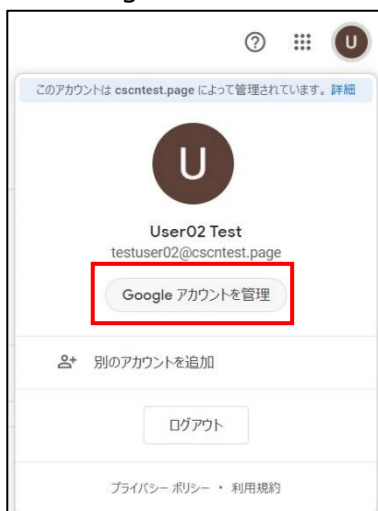 U
このアカウントは cscntest.page によって管理されています。 詳細
U
User02 Test
testuser02@cscntest.page
Google アカウントを管理
別のアカウントを追加
ログアウト
プライバシー ポリシー ・ 利用規約